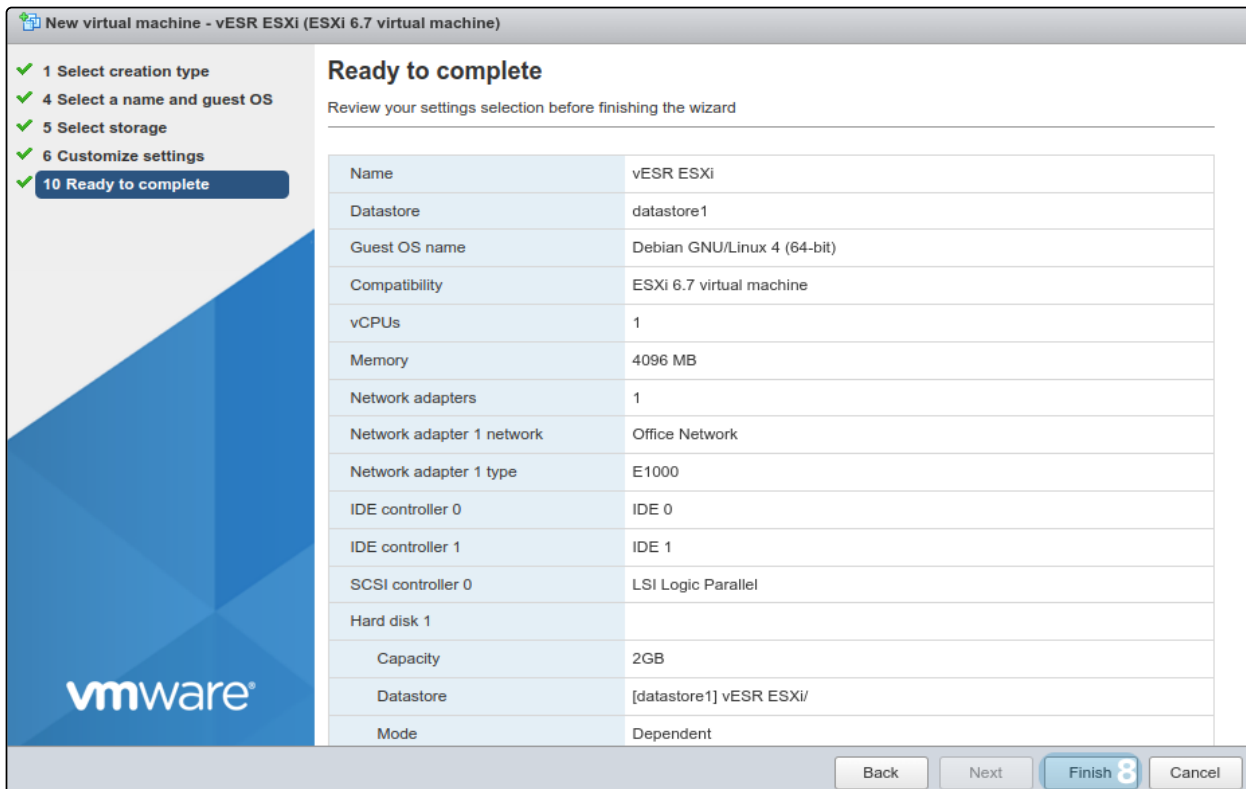 New virtual machine - vESR ESXi (ESXi 6.7 virtual machine)
1 Select creation type
4 Select a name and guest OS
5 Select storage
6 Customize settings
10 Ready to complete
vmware®
Ready to complete
Review your settings selection before finishing the wizard
Name vESR ESXi
Datastore datastore1
Guest OS name Debian GNU/Linux 4 (64-bit)
Compatibility ESXi 6.7 virtual machine
vCPUs 1
Memory 4096 MB
Network adapters 1
Network adapter 1 network Office Network
Network adapter 1 type E1000
IDE controller 0 IDE 0
IDE controller 1 IDE 1
SCSI controller 0 LSI Logic Parallel
Hard disk 1
Capacity 2GB
Datastore [datastore1] vESR ESXi/
Mode Dependent
Back Next Finish 8 Cancel